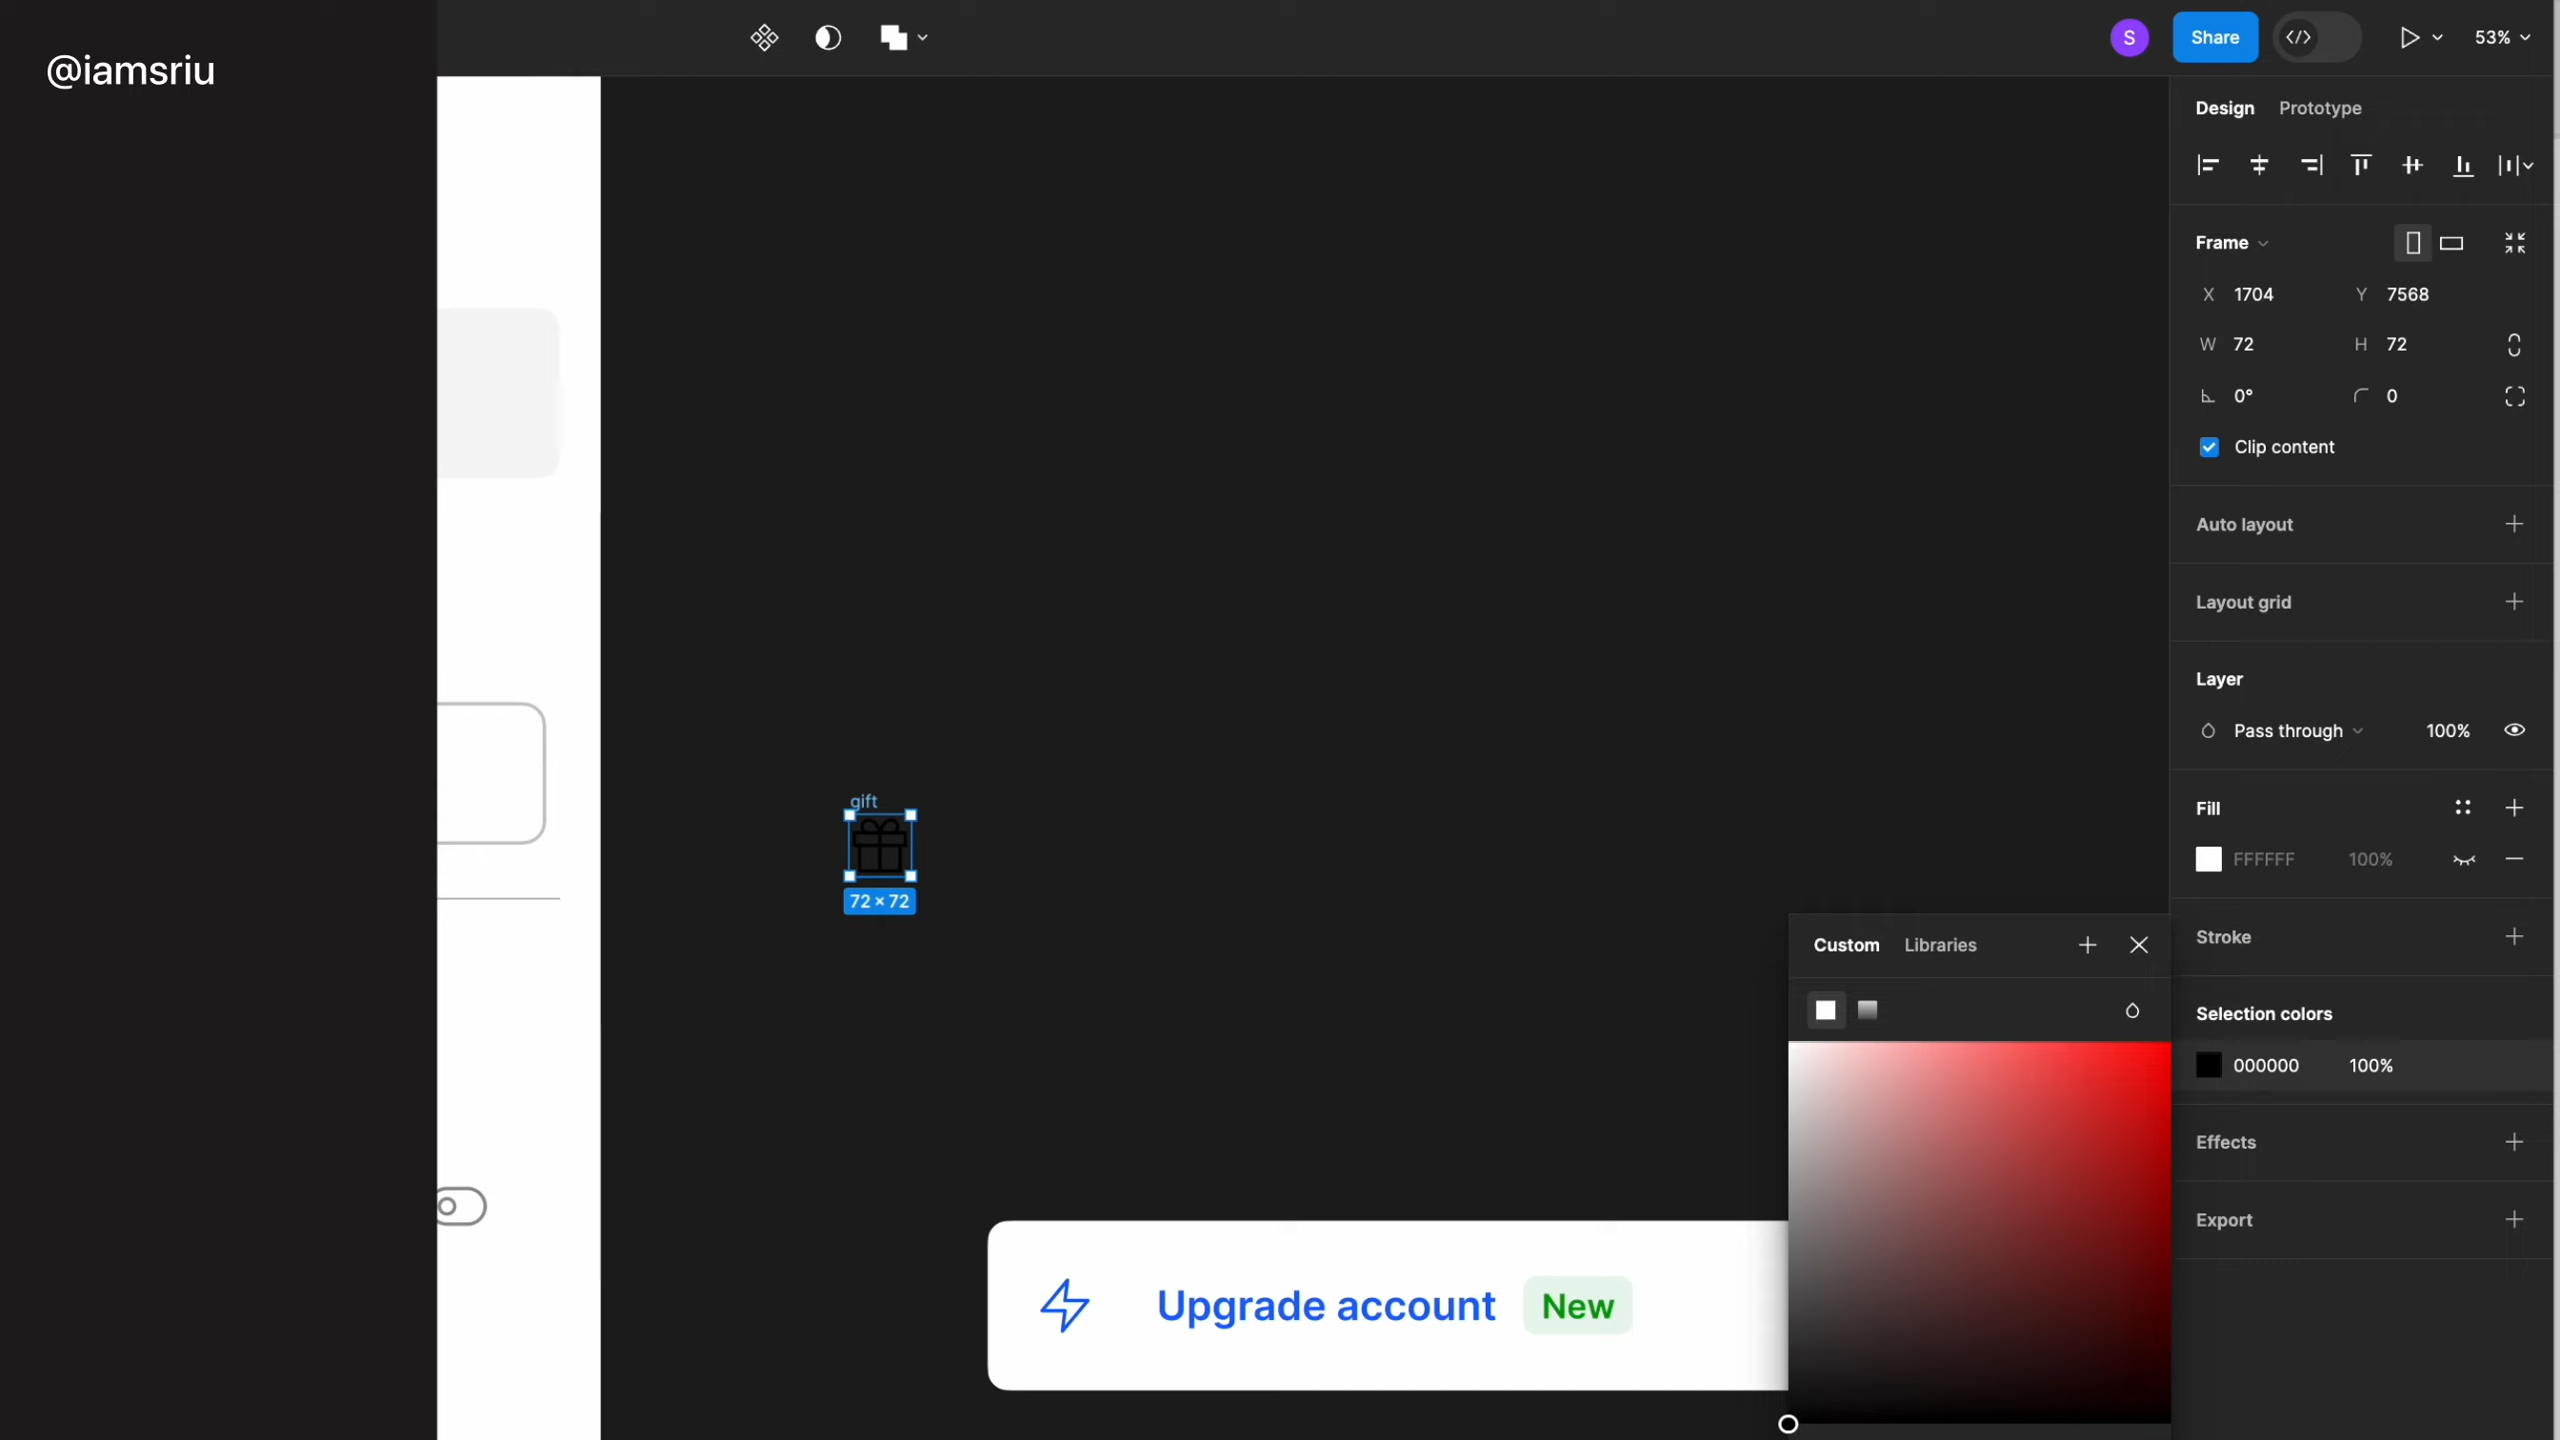 @iamsriu
S
Share
53%
Design Prototype
Frame
X 1704 Y 7568
W 72 H 72
0° 0
Clip content
Auto layout
Layout grid
Layer
Pass through 100%
Fill
FFFFFF 100%
Stroke
Selection colors
000000 100%
Effects
Export
gift
72 × 72
Custom Libraries
Upgrade account New